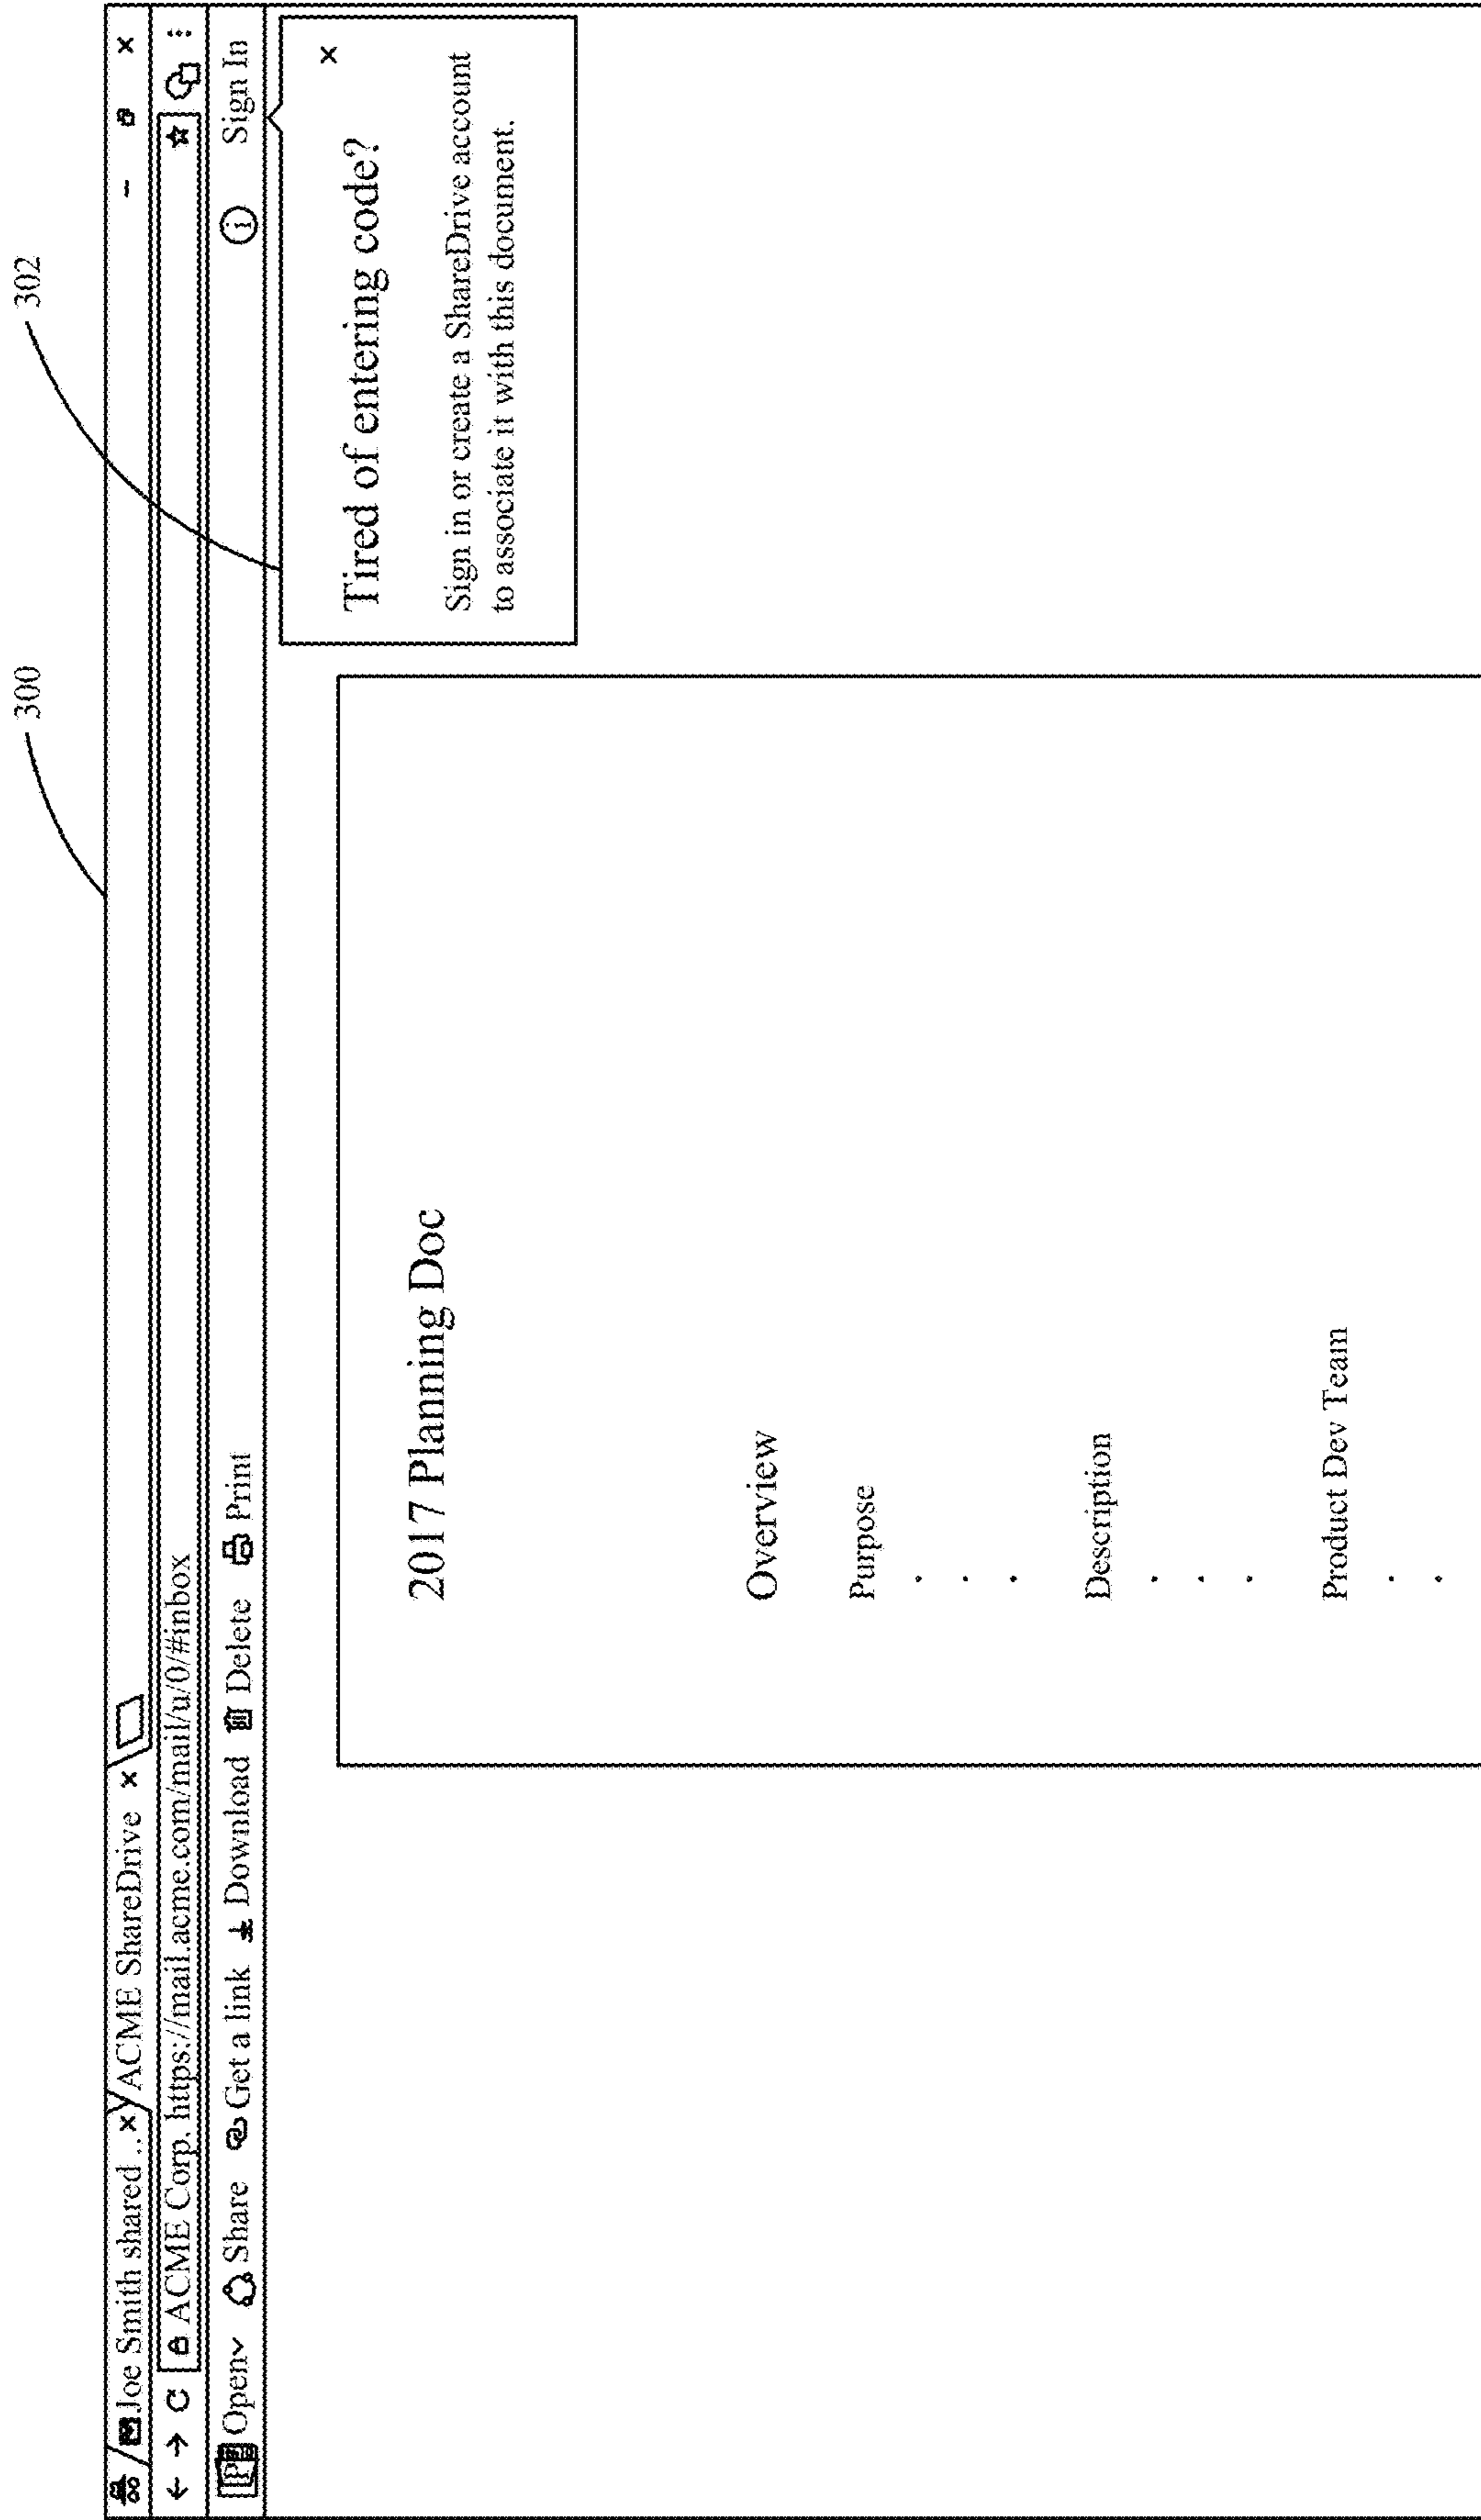 300
302
Joe Smith shared ..
ACME ShareDrive
ACME Corp. https://mail.acme.com/mail/u/0/#inbox
Open Share Get a link Download Delete Print Sign In
Tired of entering code?
Sign in or create a ShareDrive account
to associate it with this document.
2017 Planning Doc
Overview
Purpose
Description
Product Dev Team